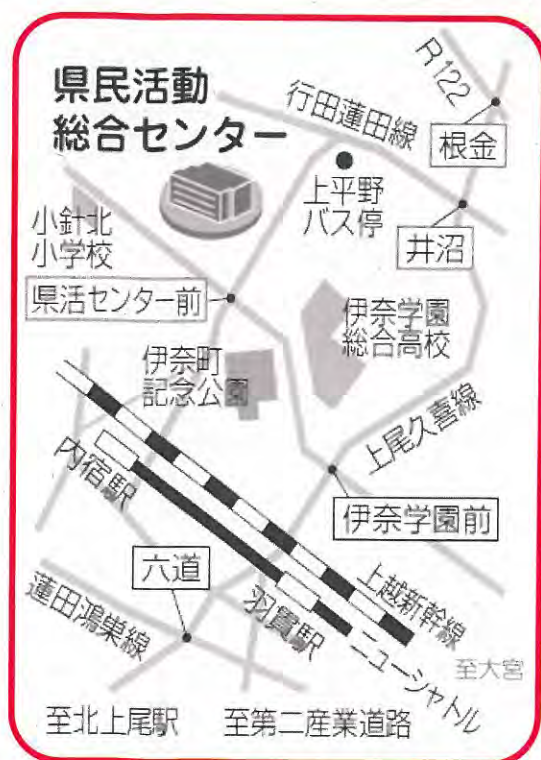 県民活動
総合センター
R122
行田蓮田線
根金
上平野
バス停
井沼
小針北
小学校
県活センター前
伊奈学園
総合高校
伊奈町
記念公園
上尾久喜線
内宿駅
伊奈学園前
六道
上越新幹線
羽貫駅
蓮田鴻巣線
ニューシャトル
至大宮
至北上尾駅
至第二産業道路